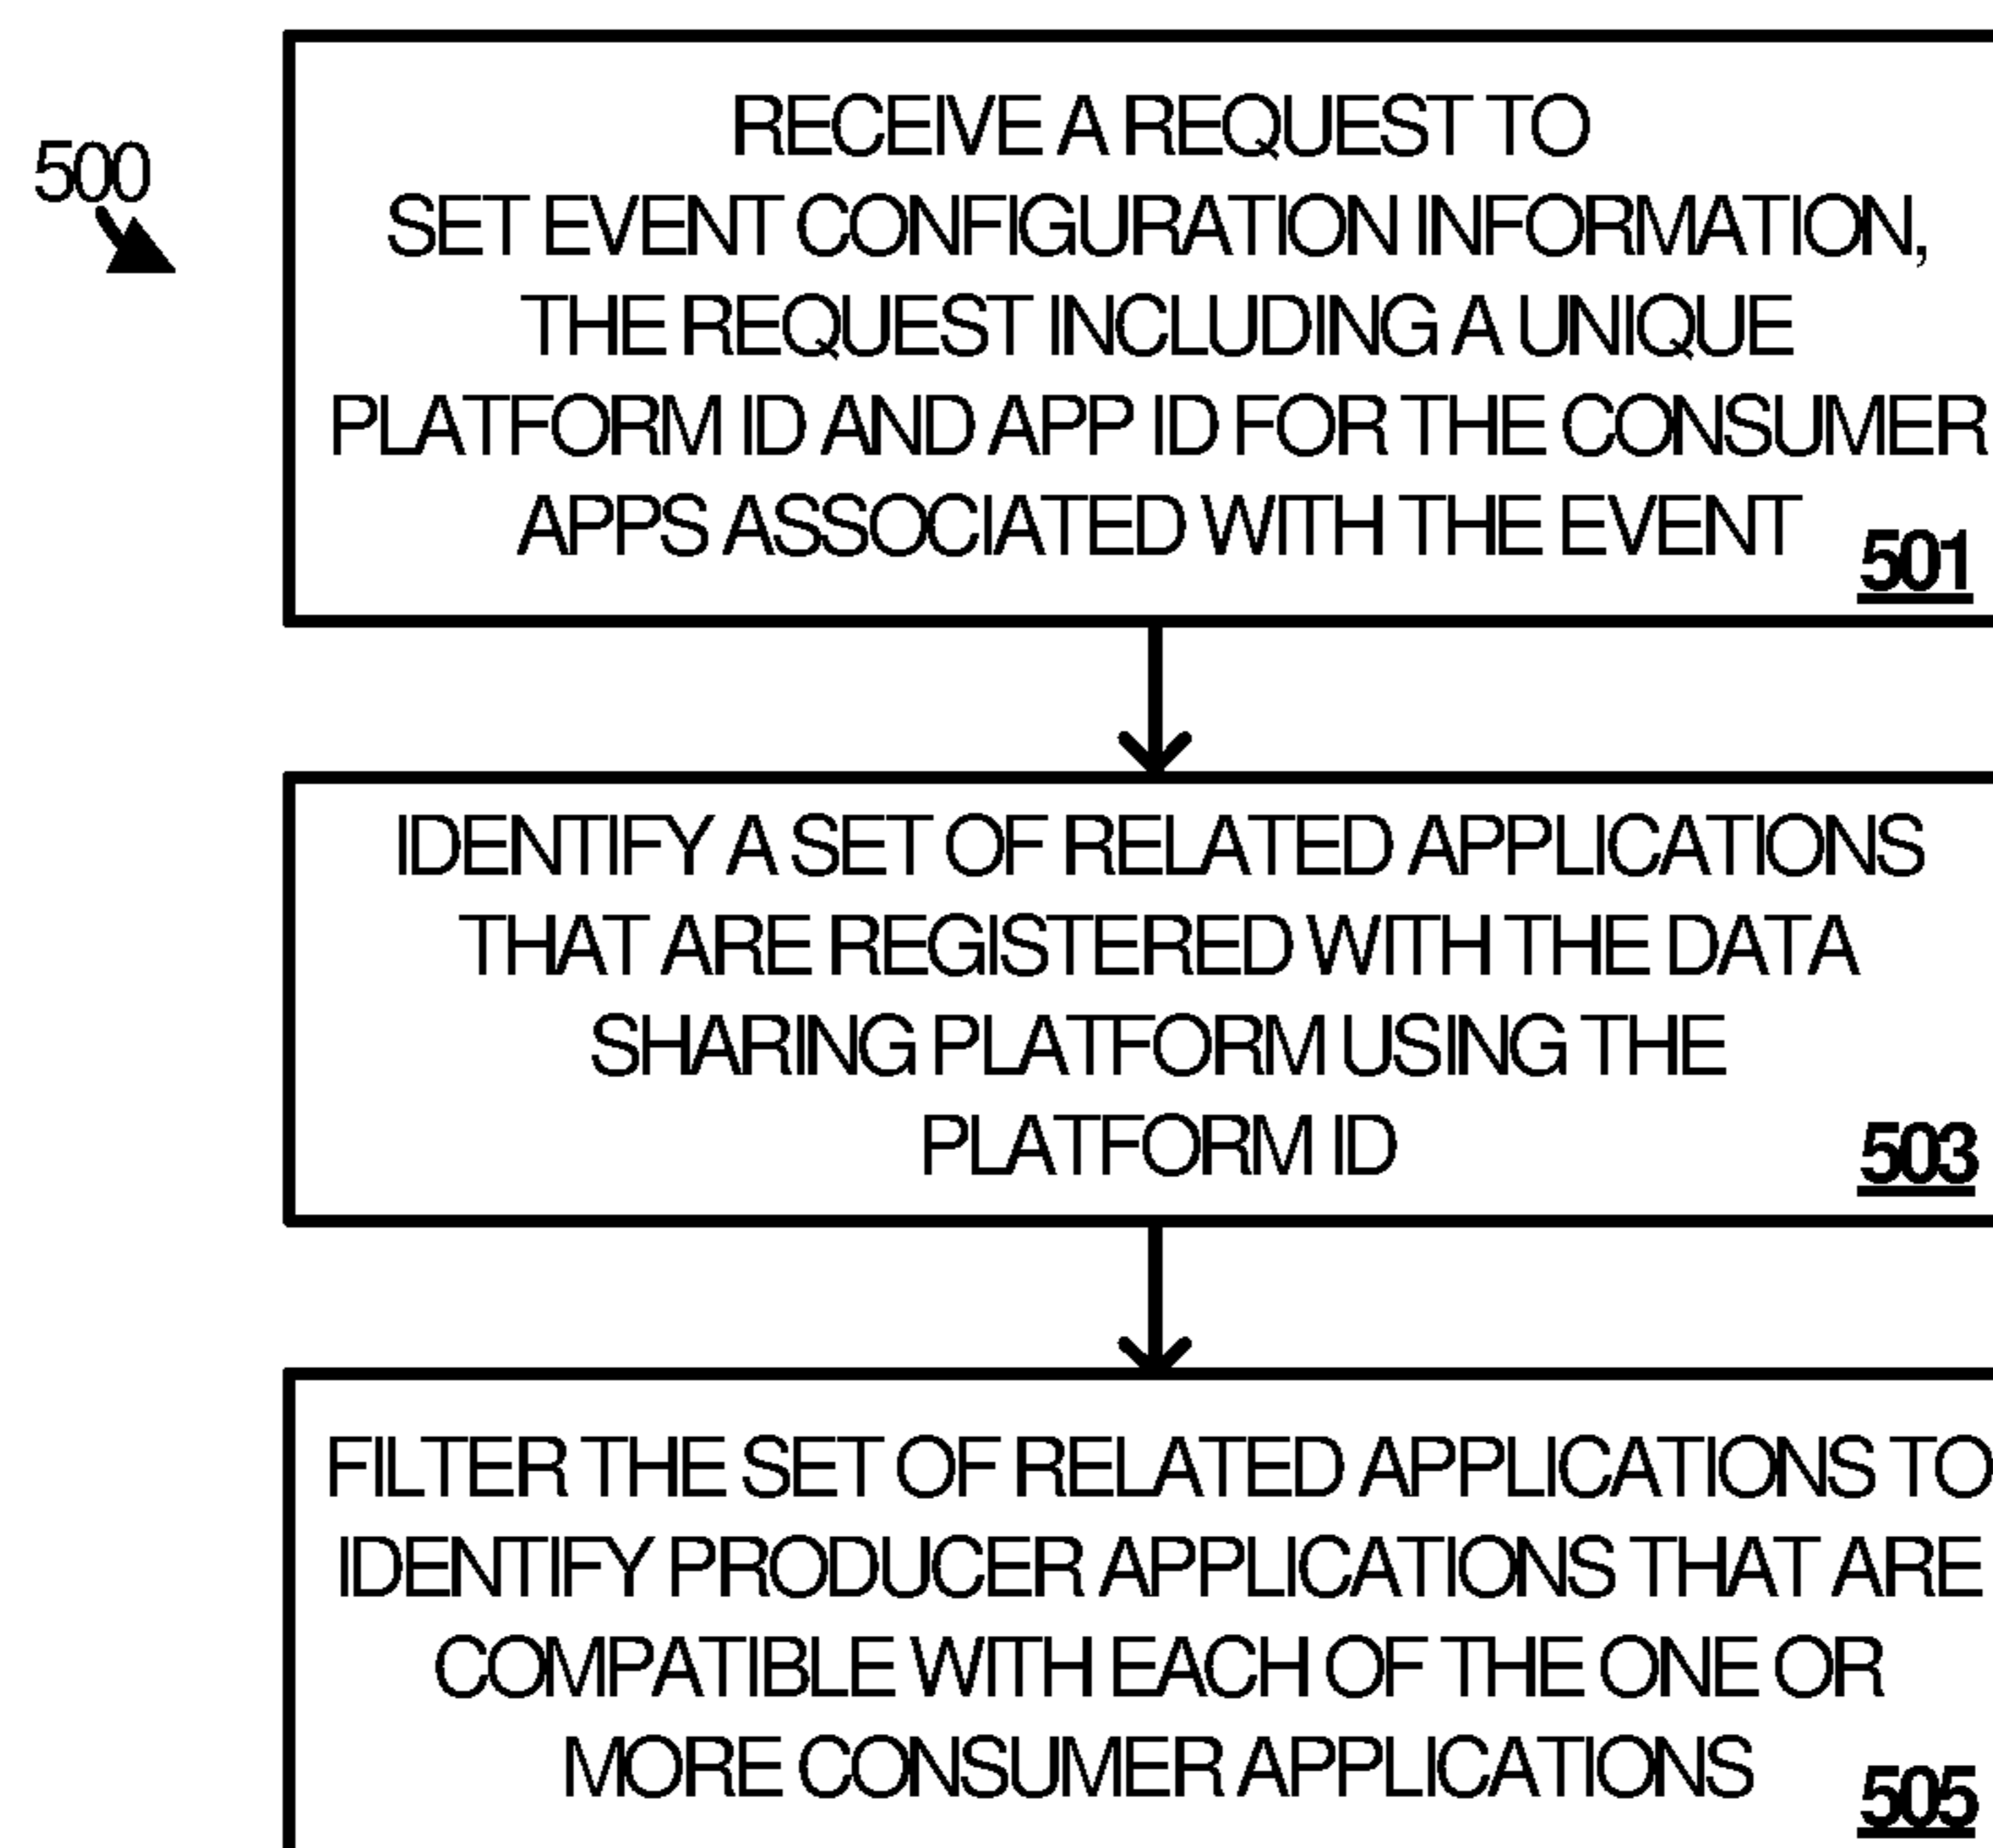 500
RECEIVE A REQUEST TO
SET EVENT CONFIGURATION INFORMATION,
THE REQUEST INCLUDING A UNIQUE
PLATFORM ID AND APP ID FOR THE CONSUMER
APPS ASSOCIATED WITH THE EVENT
501
IDENTIFY A SET OF RELATED APPLICATIONS
THAT ARE REGISTERED WITH THE DATA
SHARING PLATFORM USING THE
PLATFORM ID
503
FILTER THE SET OF RELATED APPLICATIONS TO
IDENTIFY PRODUCER APPLICATIONS THAT ARE
COMPATIBLE WITH EACH OF THE ONE OR
MORE CONSUMER APPLICATIONS
505